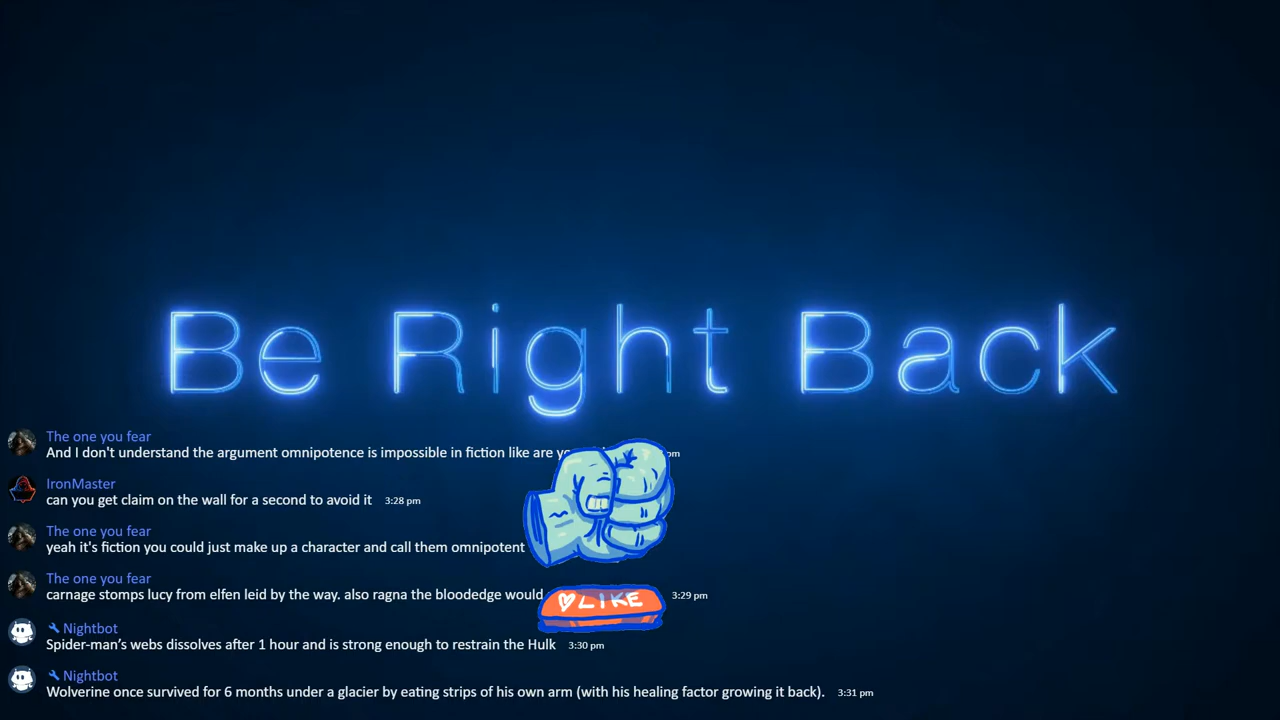 Be Right Back
The one you fear
And I don't understand the argument omnipotence is impossible in fiction like are pm
IronMaster
can you get claim on the wall for a second to avoid it 3:28 pm
The one you fear
yeah it's fiction you could just make up a character and call them omnipotent
The one you fear
carnage stomps lucy from elfen leid by the way. also ragna the bloodedge would 3:29 pm
LIKE
Nightbot
Spider-man’s webs dissolves after 1 hour and is strong enough to restrain the Hulk 3:30 pm
Nightbot
Wolverine once survived for 6 months under a glacier by eating strips of his own arm (with his healing factor growing it back). 3:31 pm